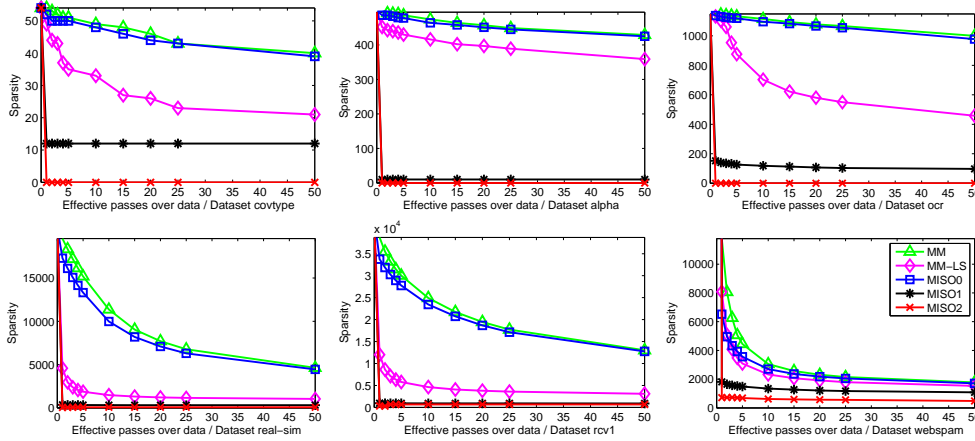 50
40
30
20
10
0
Sparsity
0 5 10 15 20 25 30 35 40 45 50
Effective passes over data / Dataset covtype
400
300
200
100
0
Sparsity
0 5 10 15 20 25 30 35 40 45 50
Effective passes over data / Dataset alpha
1000
800
600
400
200
0
Sparsity
0 5 10 15 20 25 30 35 40 45 50
Effective passes over data / Dataset ocr
15000
10000
5000
0
Sparsity
0 5 10 15 20 25 30 35 40 45 50
Effective passes over data / Dataset real−sim
x 10⁴
3.5
3
2.5
2
1.5
1
0.5
0
Sparsity
0 5 10 15 20 25 30 35 40 45 50
Effective passes over data / Dataset rcv1
10000
8000
6000
4000
2000
0
Sparsity
0 5 10 15 20 25 30 35 40 45 50
Effective passes over data / Dataset webspam
MM
MM−LS
MISO0
MISO1
MISO2